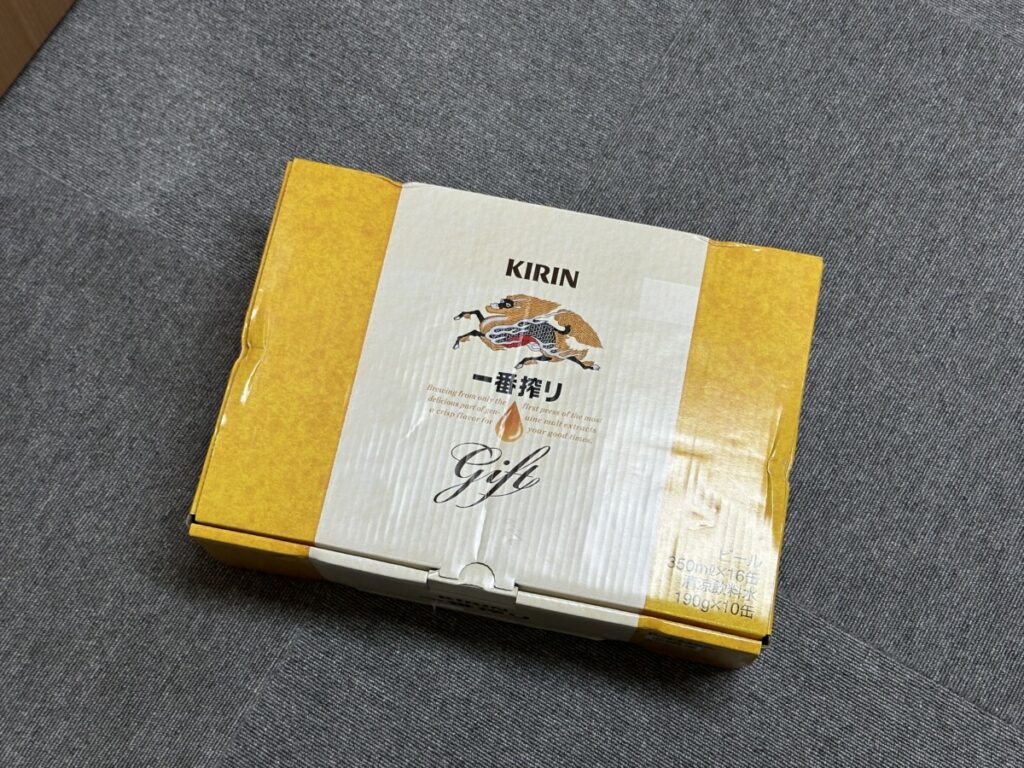 KIRIN
一番搾り
Brewing from only the first press of the most
delicious part of genuine malt extracts
a crisp flavor for your good times.
Gift
ビール
350ml×16缶
清涼飲料水
190g×10缶